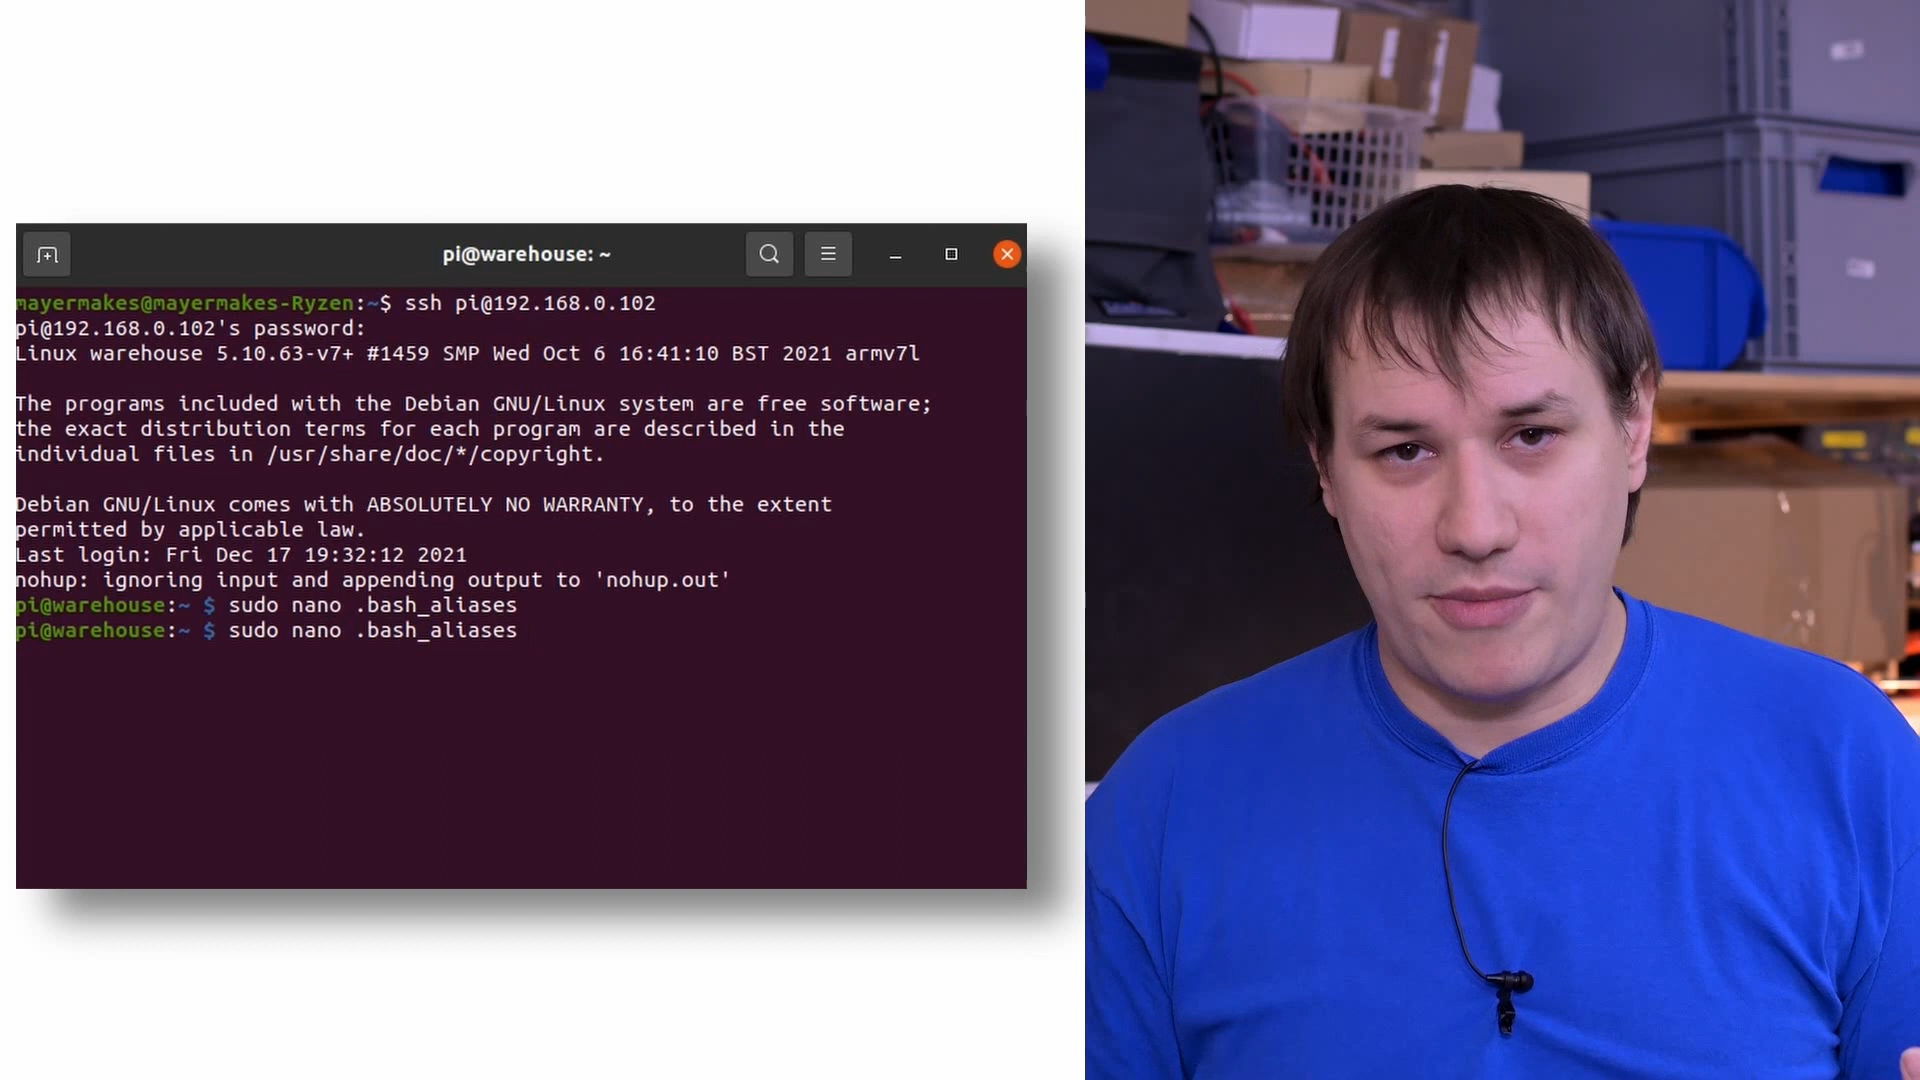 pi@warehouse: ~
mayermakes@mayermakes-Ryzen:~$ ssh pi@192.168.0.102
pi@192.168.0.102's password:
Linux warehouse 5.10.63-v7+ #1459 SMP Wed Oct 6 16:41:10 BST 2021 armv7l
The programs included with the Debian GNU/Linux system are free software;
the exact distribution terms for each program are described in the
individual files in /usr/share/doc/*/copyright.
Debian GNU/Linux comes with ABSOLUTELY NO WARRANTY, to the extent
permitted by applicable law.
Last login: Fri Dec 17 19:32:12 2021
nohup: ignoring input and appending output to 'nohup.out'
pi@warehouse:~ $ sudo nano .bash_aliases
pi@warehouse:~ $ sudo nano .bash_aliases